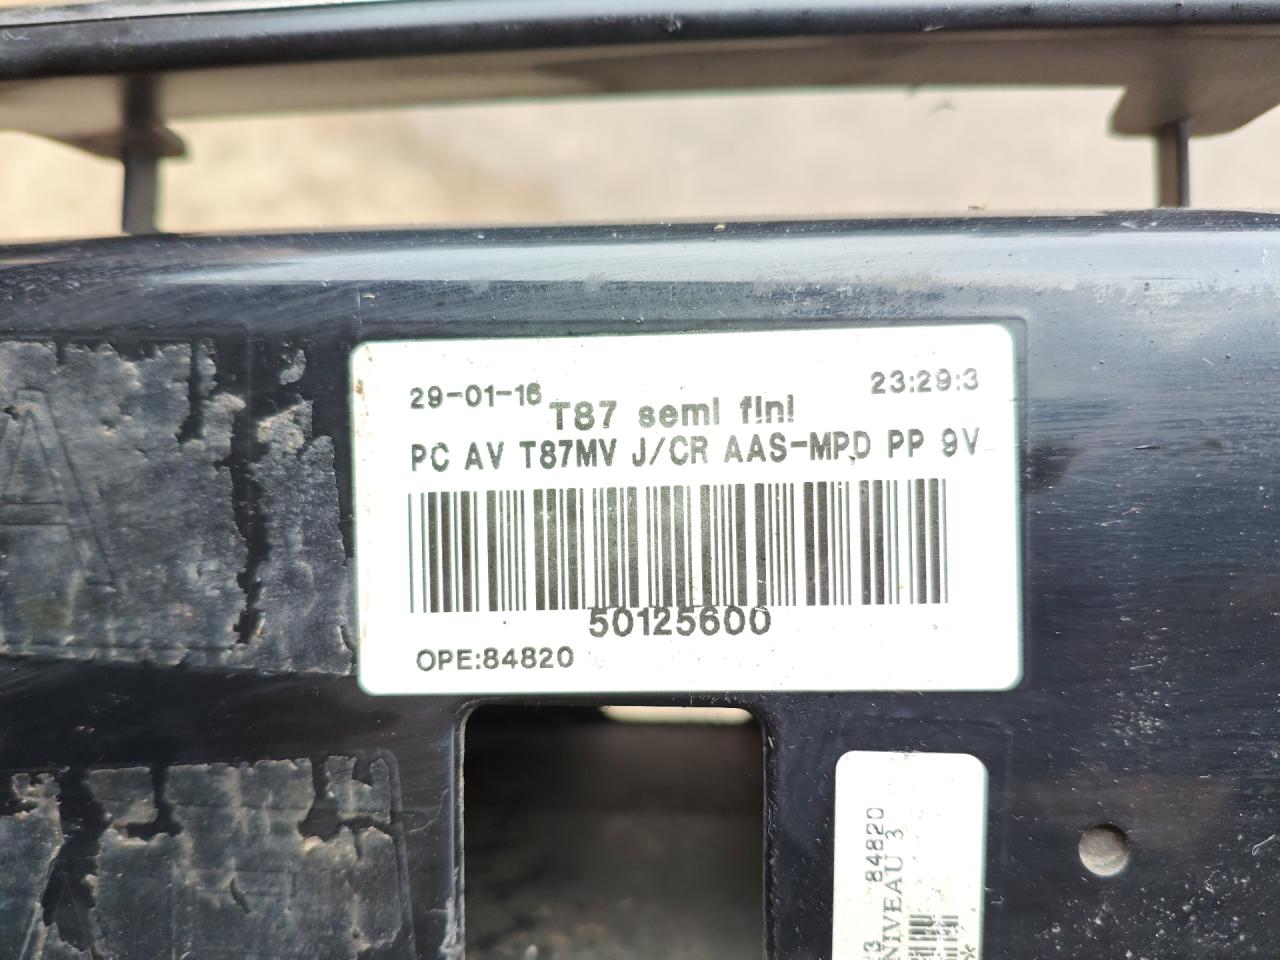 29-01-16 23:29:3
T87 semi fini
PC AV T87MV J/CR AAS-MPD PP 9V
50125600
OPE:84820
84820
NIVEAU 3